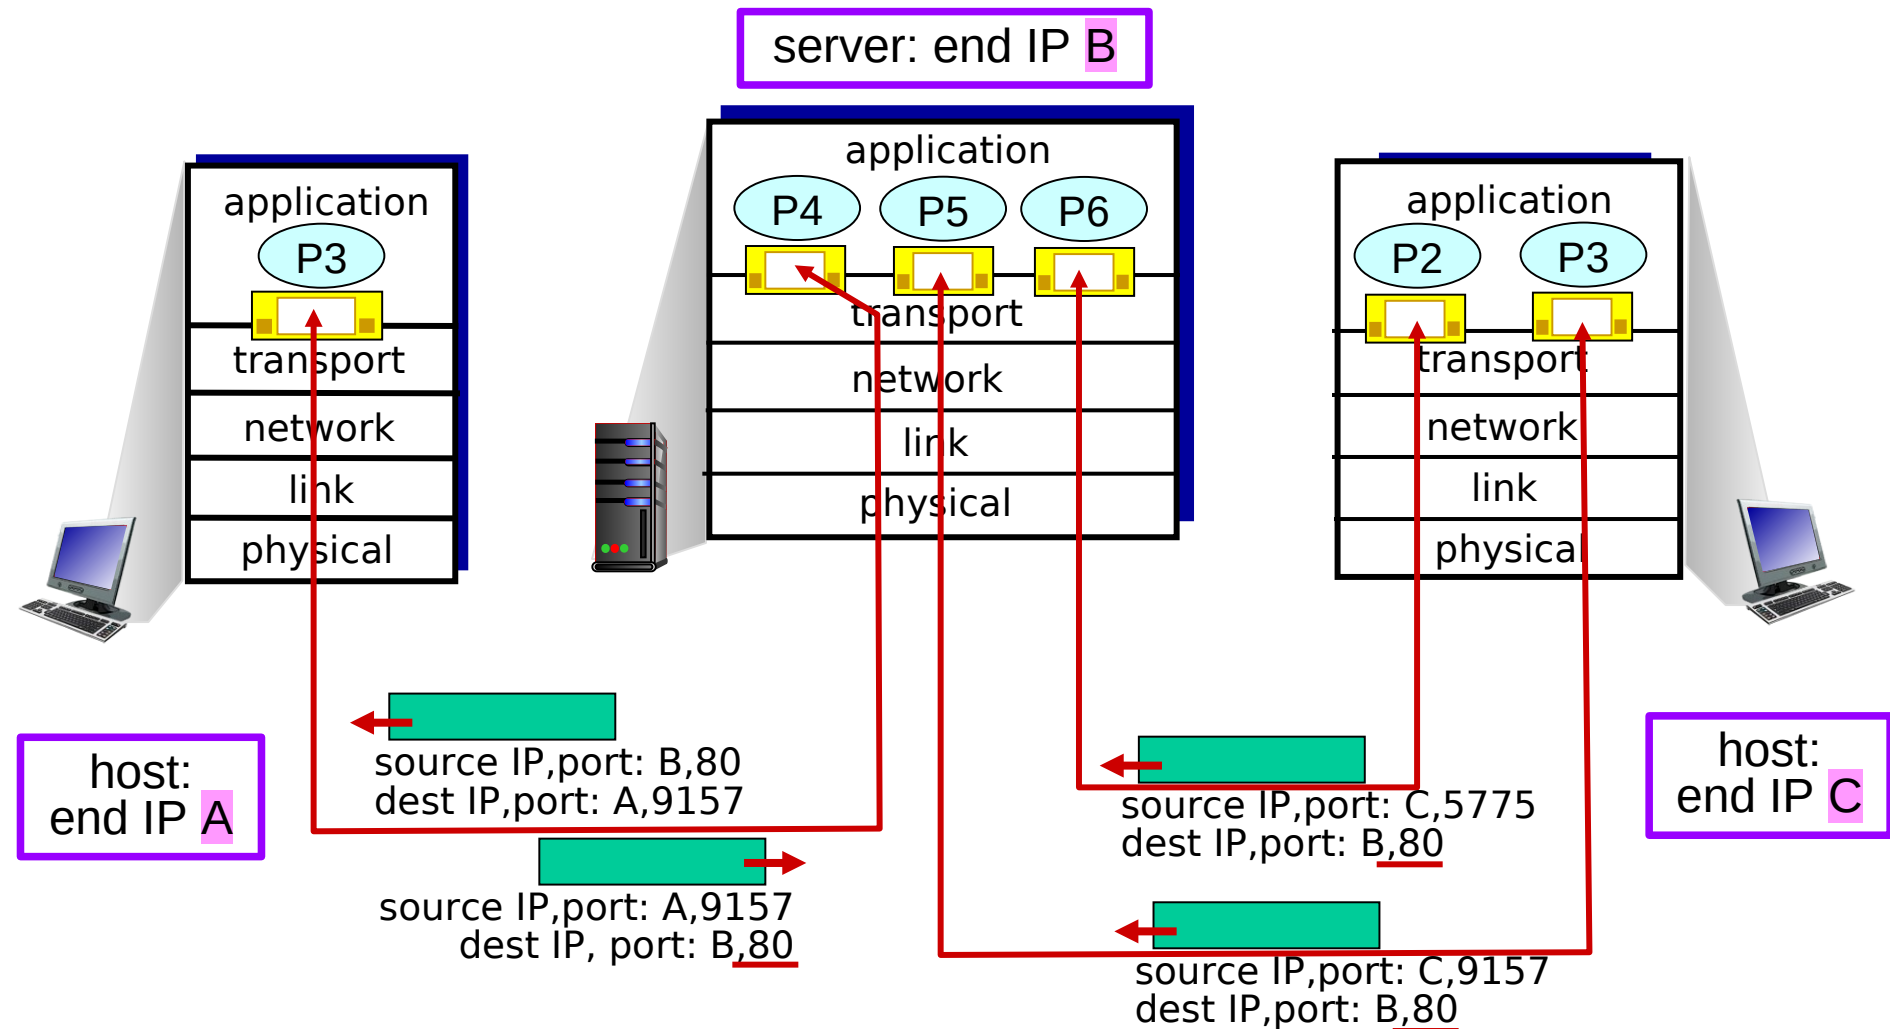 server: end IP B
application
P3
transport
network
link
physical
application
P4
P5
P6
transport
network
link
physical
application
P2
P3
transport
network
link
physical
host:
end IP A
source IP,port: B,80
dest IP,port: A,9157
source IP,port: A,9157
dest IP, port: B,80
source IP,port: C,5775
dest IP,port: B,80
source IP,port: C,9157
dest IP,port: B,80
host:
end IP C